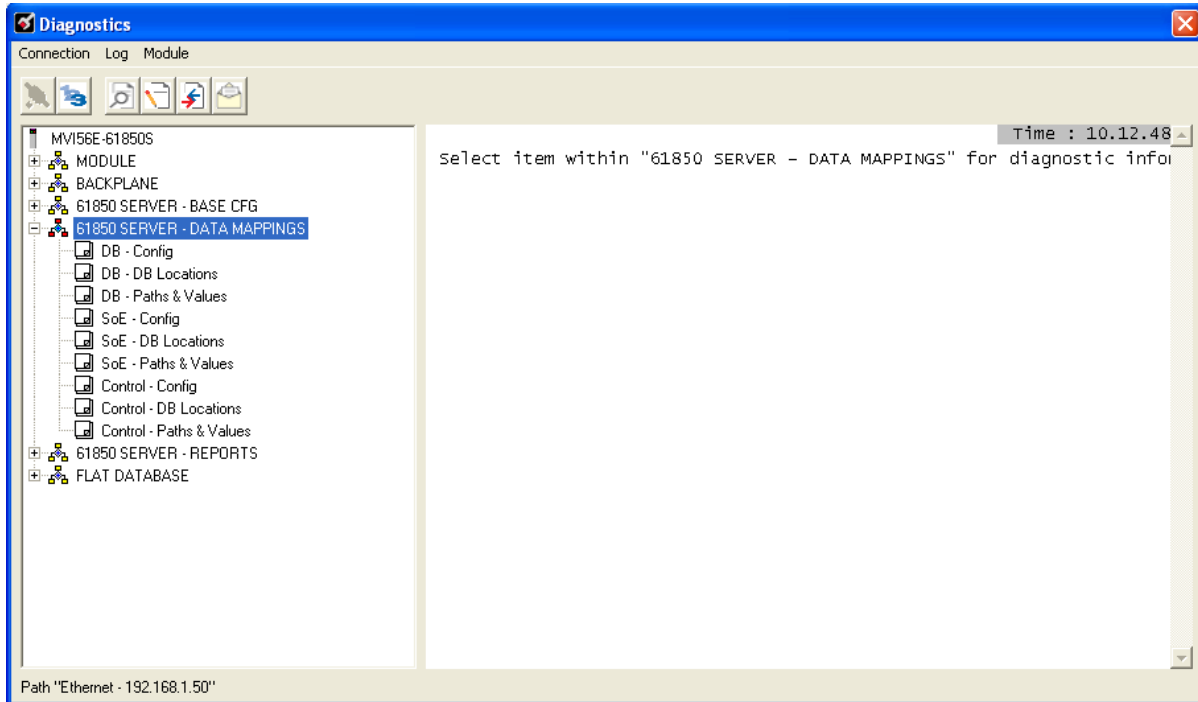 Diagnostics
Connection Log Module
MVI56E-61850S
MODULE
BACKPLANE
61850 SERVER - BASE CFG
61850 SERVER - DATA MAPPINGS
DB - Config
DB - DB Locations
DB - Paths & Values
SoE - Config
SoE - DB Locations
SoE - Paths & Values
Control - Config
Control - DB Locations
Control - Paths & Values
61850 SERVER - REPORTS
FLAT DATABASE
Time : 10.12.48
Select item within "61850 SERVER - DATA MAPPINGS" for diagnostic infor
Path "Ethernet - 192.168.1.50"